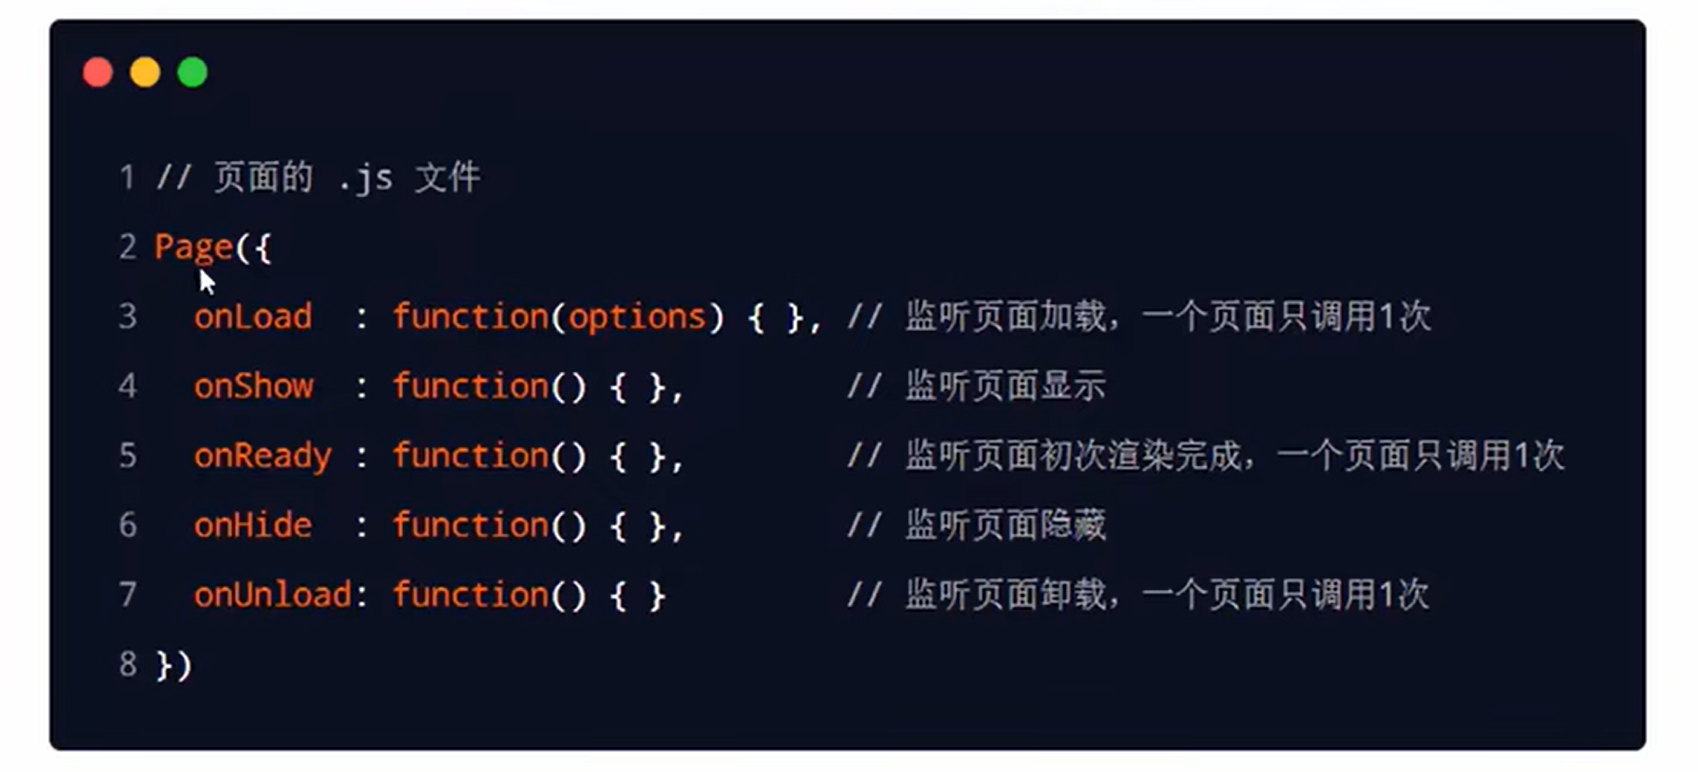 1 // 页面的 .js 文件
2 Page({
3   onLoad  : function(options) { }, // 监听页面加载，一个页面只调用1次
4   onShow  : function() { },        // 监听页面显示
5   onReady : function() { },        // 监听页面初次渲染完成，一个页面只调用1次
6   onHide  : function() { },        // 监听页面隐藏
7   onUnload: function() { }         // 监听页面卸载，一个页面只调用1次
8 })